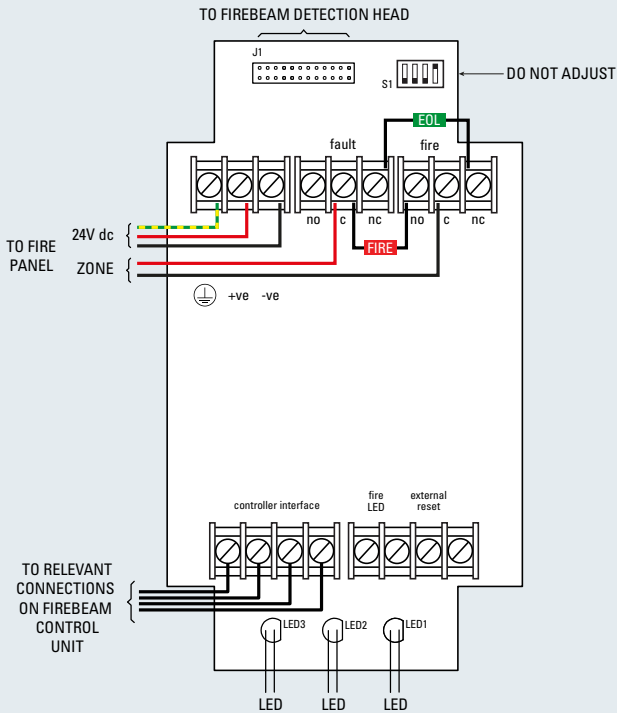 TO FIREBEAM DETECTION HEAD
J1
S1
DO NOT ADJUST
EOL
fault
fire
no
c
nc
no
c
nc
24V dc
TO FIRE
PANEL
ZONE
FIRE
+ve
-ve
controller interface
fire
LED
external
reset
TO RELEVANT
CONNECTIONS
ON FIREBEAM
CONTROL
UNIT
LED3
LED2
LED1
LED
LED
LED